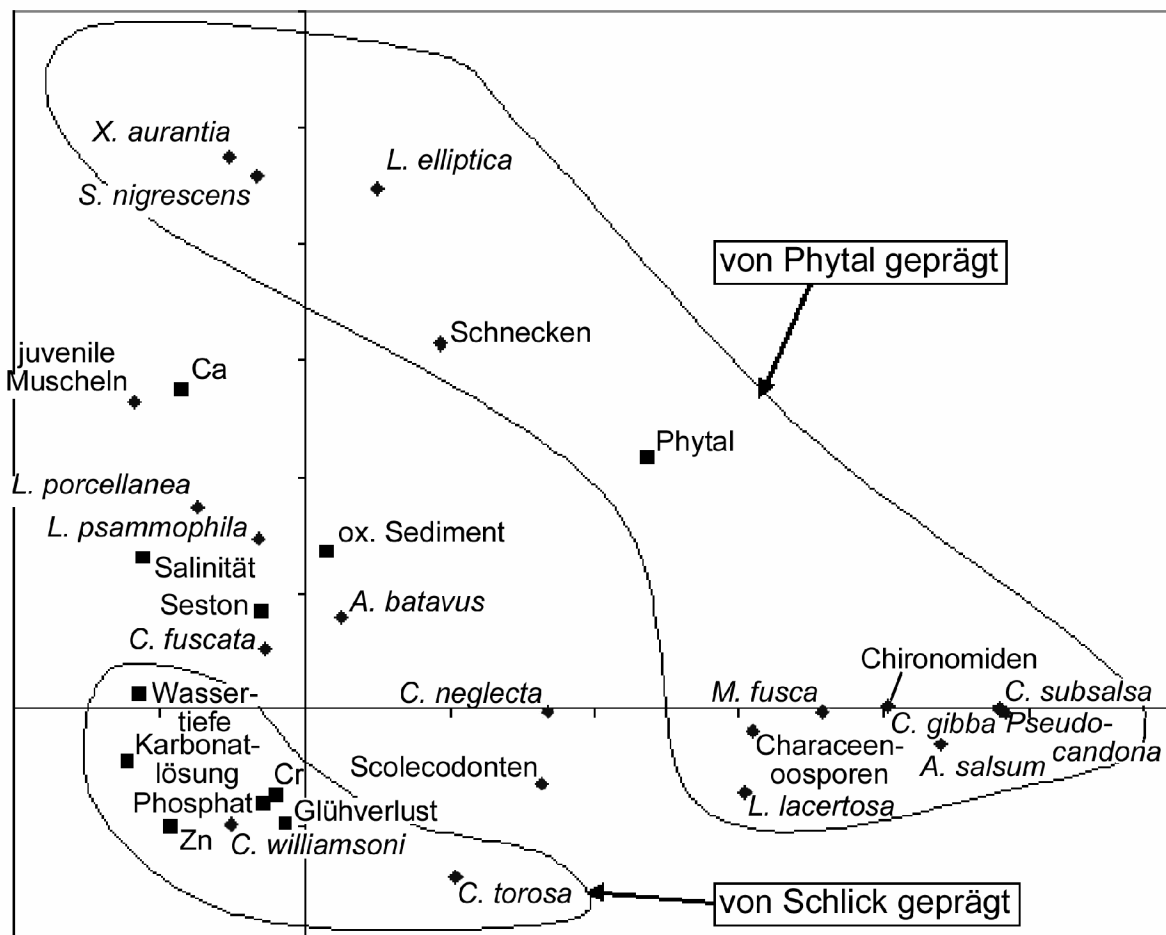 X. aurantia
L. elliptica
S. nigrescens
von Phytal geprägt
Schnecken
juvenile
Muscheln
Ca
Phytal
L. porcellanea
L. psammophila
ox. Sediment
Salinität
Seston
A. batavus
C. fuscata
Chironomiden
Wasser-
tiefe
C. neglecta
M. fusca
C. subsalsa
C. gibba
Pseudo-
candona
Karbonat-
lösung
Characeen-
oosporen
A. salsum
Cr
Scolecodonten
Phosphat
Glühverlust
L. lacertosa
Zn
C. williamsoni
C. torosa
von Schlick geprägt